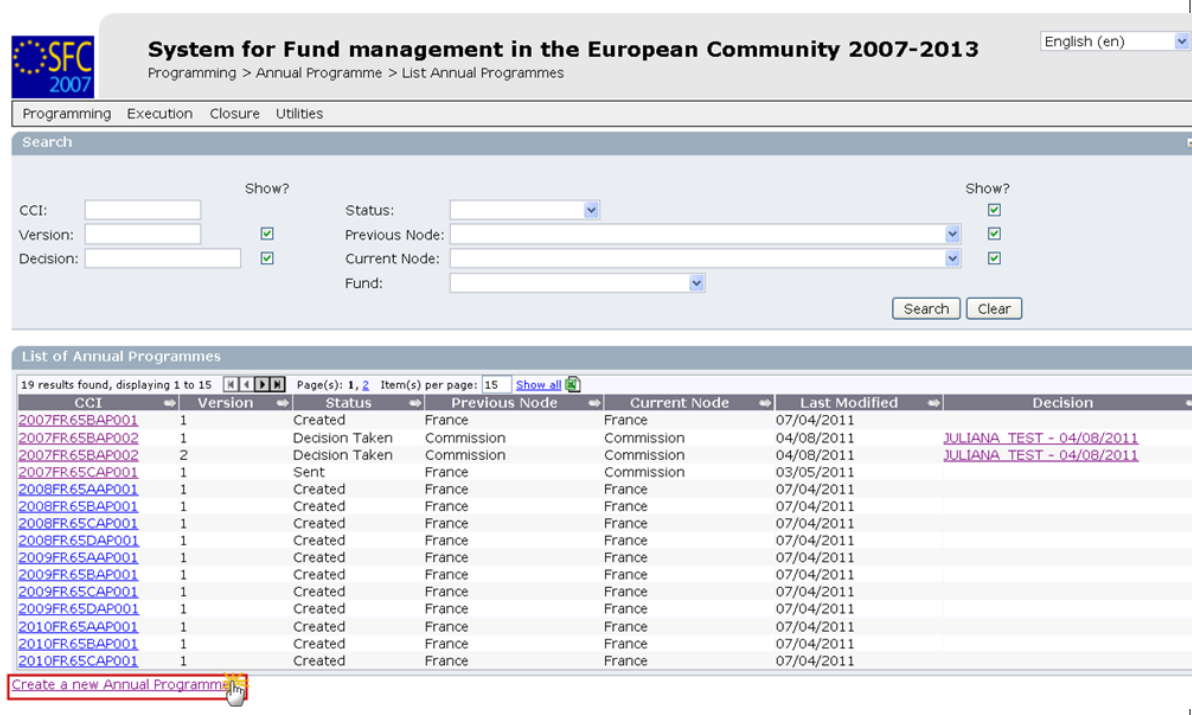 SFC
2007
System for Fund management in the European Community 2007-2013
English (en)
Programming > Annual Programme > List Annual Programmes
Programming Execution Closure Utilities
Search
Show? Show?
CCI: Status:
Version: Previous Node:
Decision: Current Node:
Fund:
Search Clear
List of Annual Programmes
19 results found, displaying 1 to 15 Page(s): 1, 2 Item(s) per page: 15 Show all
CCI Version Status Previous Node Current Node Last Modified Decision
2007FR65BAP001 1 Created France France 07/04/2011
2007FR65BAP002 1 Decision Taken Commission Commission 04/08/2011 JULIANA_TEST - 04/08/2011
2007FR65BAP002 2 Decision Taken Commission Commission 04/08/2011 JULIANA_TEST - 04/08/2011
2007FR65CAP001 1 Sent France Commission 03/05/2011
2008FR65AAP001 1 Created France France 07/04/2011
2008FR65BAP001 1 Created France France 07/04/2011
2008FR65CAP001 1 Created France France 07/04/2011
2008FR65DAP001 1 Created France France 07/04/2011
2009FR65AAP001 1 Created France France 07/04/2011
2009FR65BAP001 1 Created France France 07/04/2011
2009FR65CAP001 1 Created France France 07/04/2011
2009FR65DAP001 1 Created France France 07/04/2011
2010FR65AAP001 1 Created France France 07/04/2011
2010FR65BAP001 1 Created France France 07/04/2011
2010FR65CAP001 1 Created France France 07/04/2011
Create a new Annual Programme